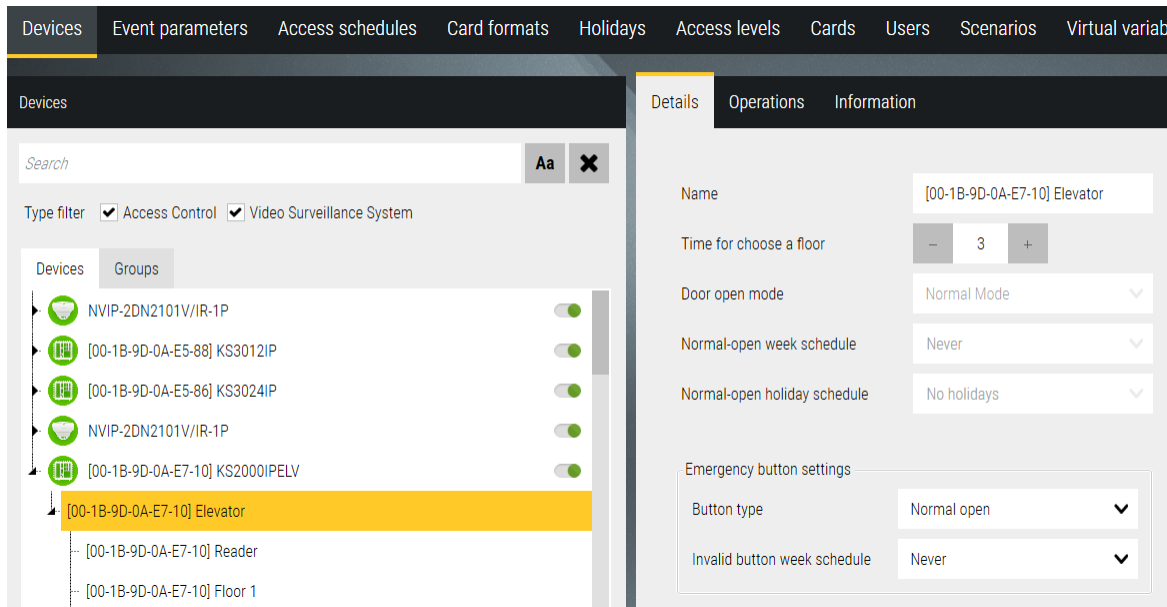 Devices Event parameters Access schedules Card formats Holidays Access levels Cards Users Scenarios Virtual variab
Devices
Search
Aa
Type filter Access Control Video Surveillance System
Devices Groups
NVIP-2DN2101V/IR-1P
[00-1B-9D-0A-E5-88] KS3012IP
[00-1B-9D-0A-E5-86] KS3024IP
NVIP-2DN2101V/IR-1P
[00-1B-9D-0A-E7-10] KS2000IPELV
[00-1B-9D-0A-E7-10] Elevator
[00-1B-9D-0A-E7-10] Reader
[00-1B-9D-0A-E7-10] Floor 1
Details Operations Information
Name [00-1B-9D-0A-E7-10] Elevator
Time for choose a floor − 3 +
Door open mode Normal Mode
Normal-open week schedule Never
Normal-open holiday schedule No holidays
Emergency button settings
Button type Normal open
Invalid button week schedule Never